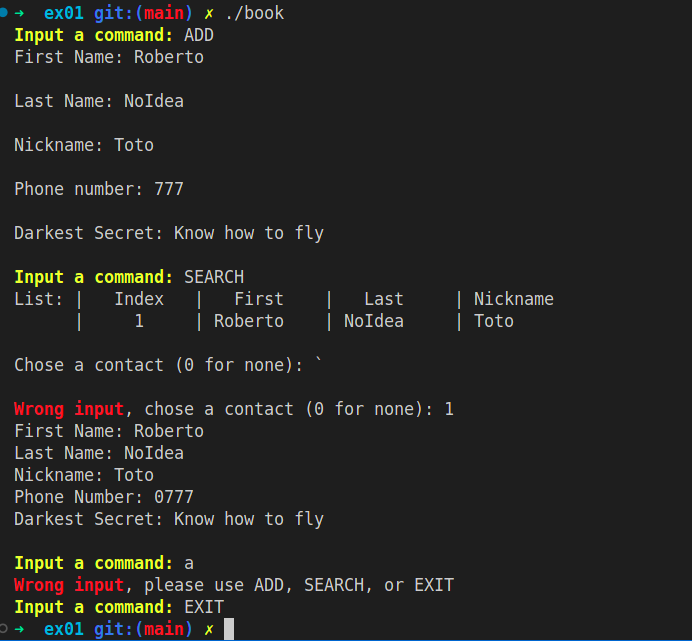 ➜ ex01 git:(main) ✗ ./book
Input a command: ADD
First Name: Roberto
Last Name: NoIdea
Nickname: Toto
Phone number: 777
Darkest Secret: Know how to fly
Input a command: SEARCH
List: | Index | First | Last | Nickname
| 1 | Roberto | NoIdea | Toto
Chose a contact (0 for none): `
Wrong input, chose a contact (0 for none): 1
First Name: Roberto
Last Name: NoIdea
Nickname: Toto
Phone Number: 0777
Darkest Secret: Know how to fly
Input a command: a
Wrong input, please use ADD, SEARCH, or EXIT
Input a command: EXIT
➜ ex01 git:(main) ✗